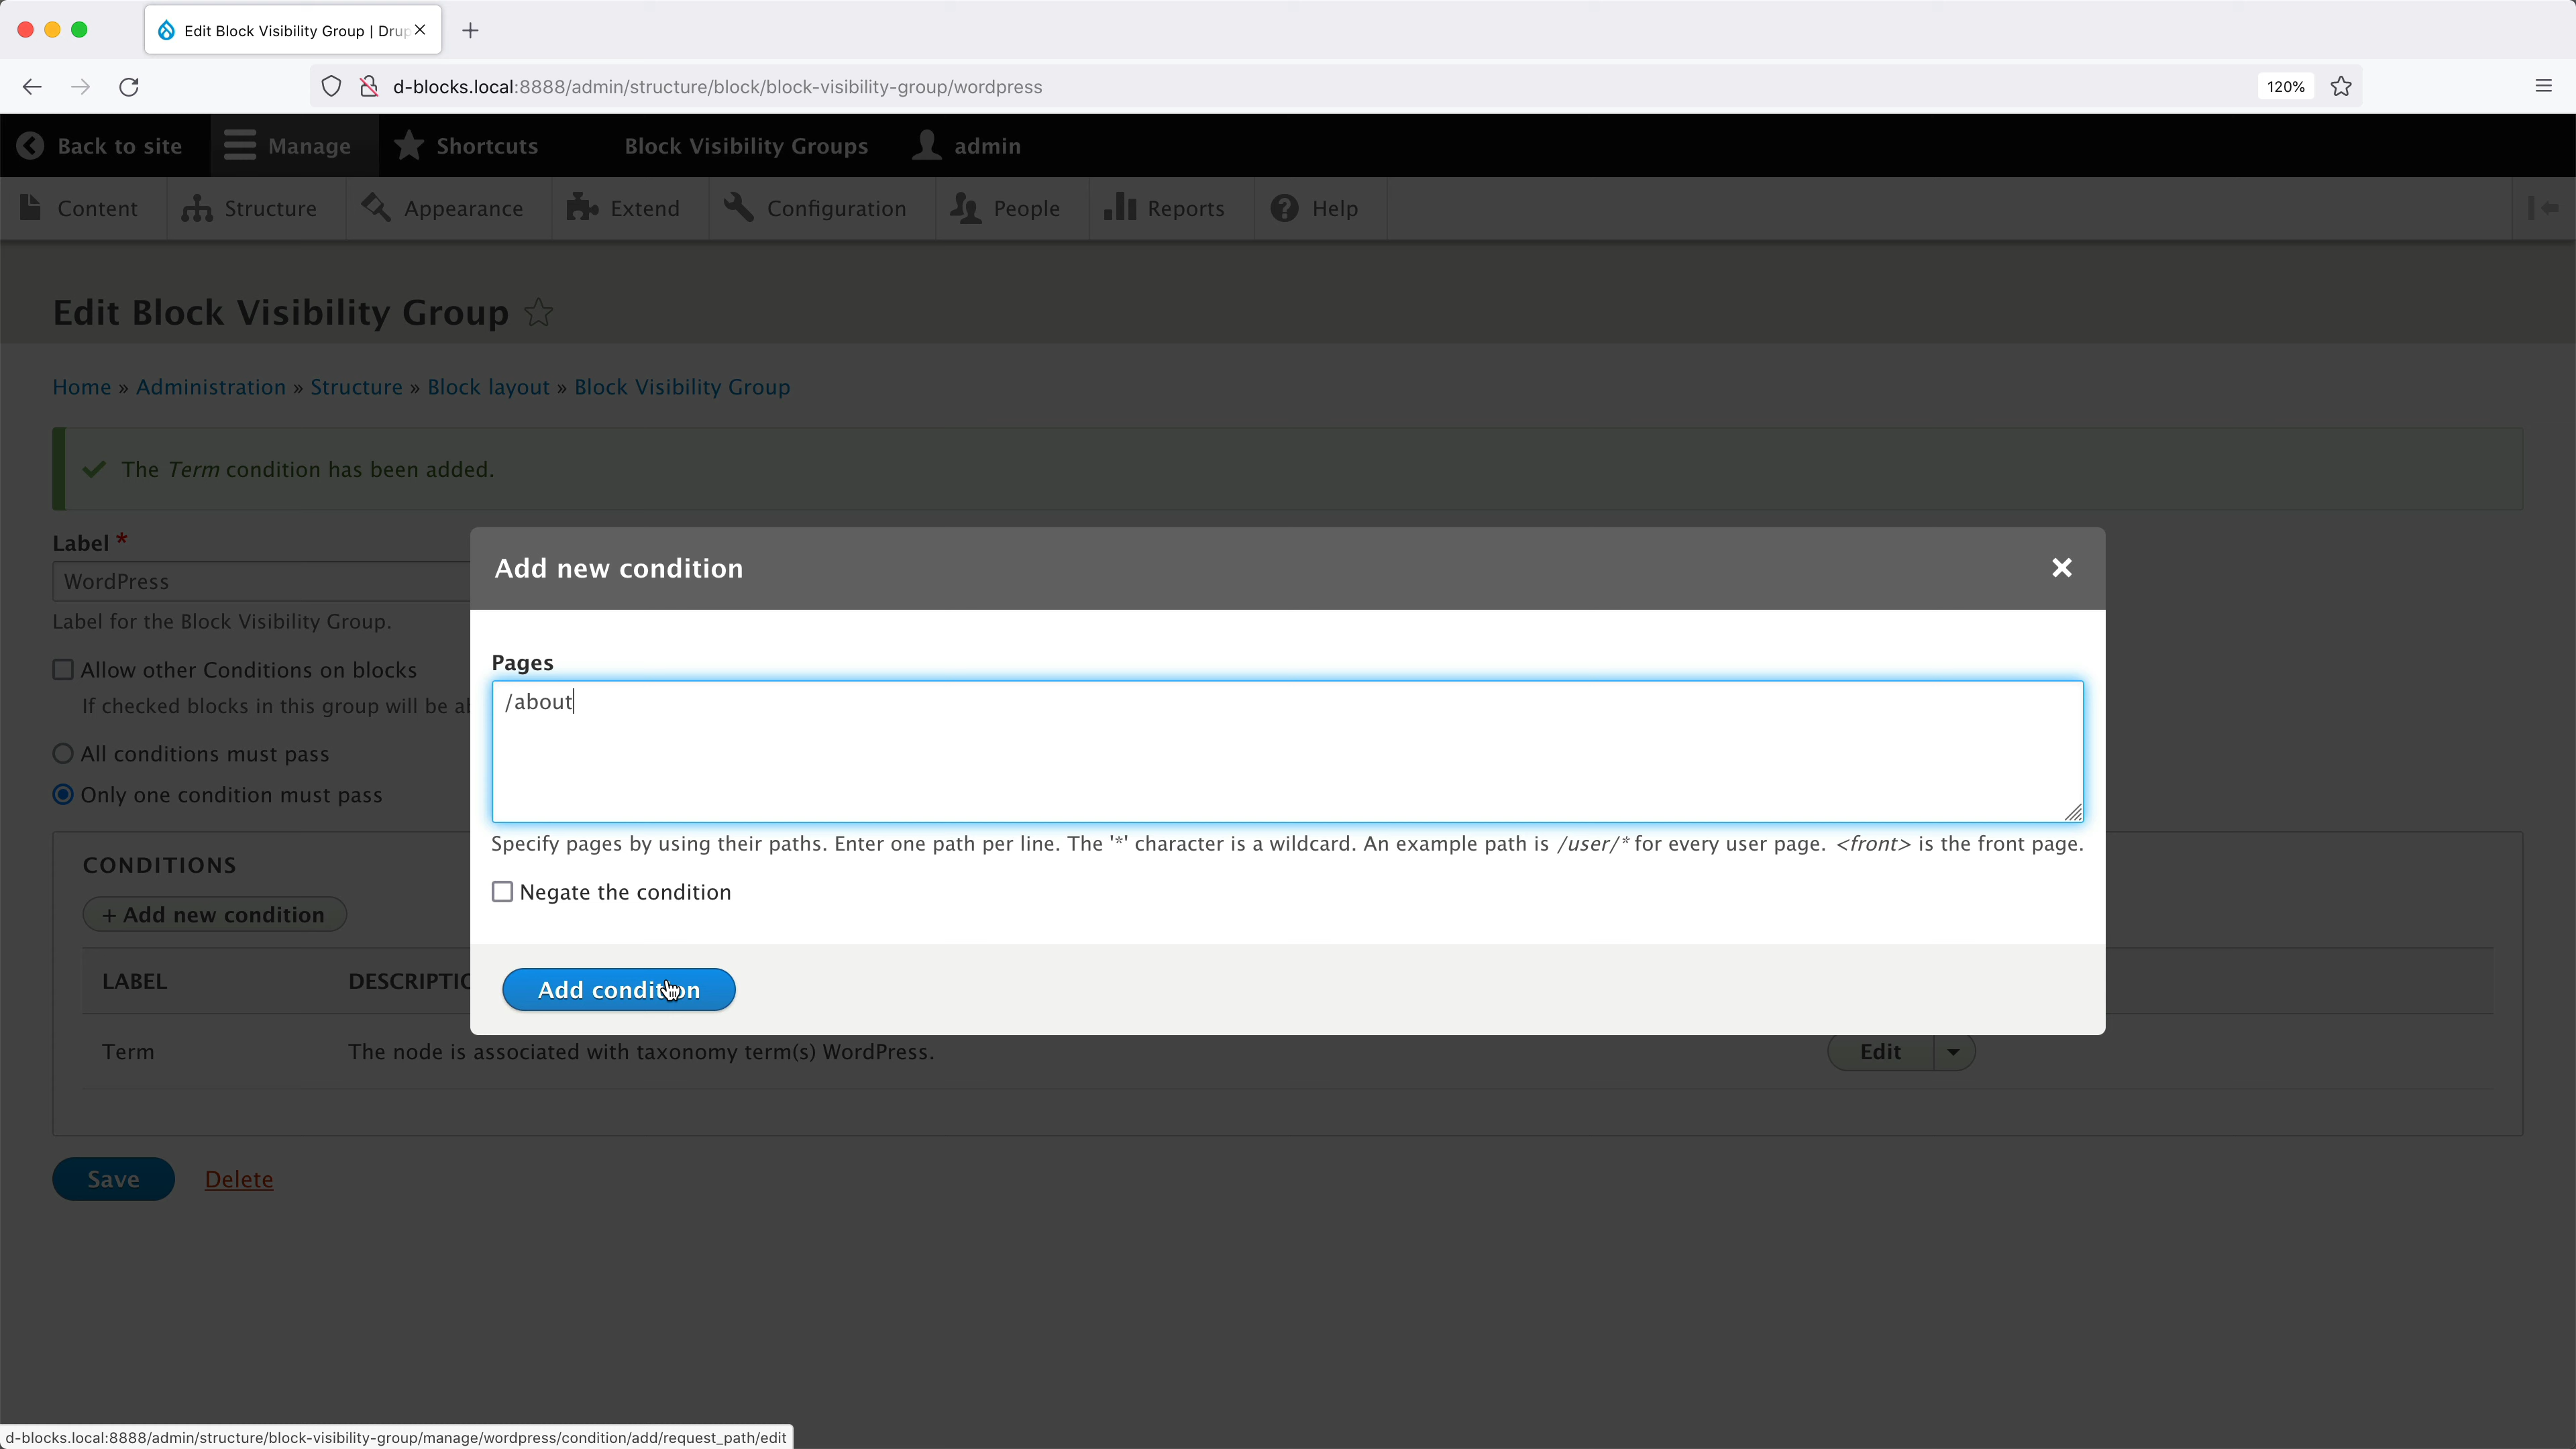 Edit Block Visibility Group | Drup
d-blocks.local:8888/admin/structure/block/block-visibility-group/wordpress
120%
Back to site
Manage
Shortcuts
Block Visibility Groups
admin
Content
Structure
Appearance
Extend
Configuration
People
Reports
Help
Edit Block Visibility Group
Home » Administration » Structure » Block layout » Block Visibility Group
The Term condition has been added.
Label *
WordPress
Label for the Block Visibility Group.
Allow other Conditions on blocks
If checked blocks in this group will be
All conditions must pass
Only one condition must pass
CONDITIONS
+ Add new condition
LABEL
DESCRIPTIO
Term
The node is associated with taxonomy term(s) WordPress.
Edit
Save
Delete
Add new condition
Pages
/about
Specify pages by using their paths. Enter one path per line. The '*' character is a wildcard. An example path is /user/* for every user page. <front> is the front page.
Negate the condition
Add condition
d-blocks.local:8888/admin/structure/block-visibility-group/manage/wordpress/condition/add/request_path/edit